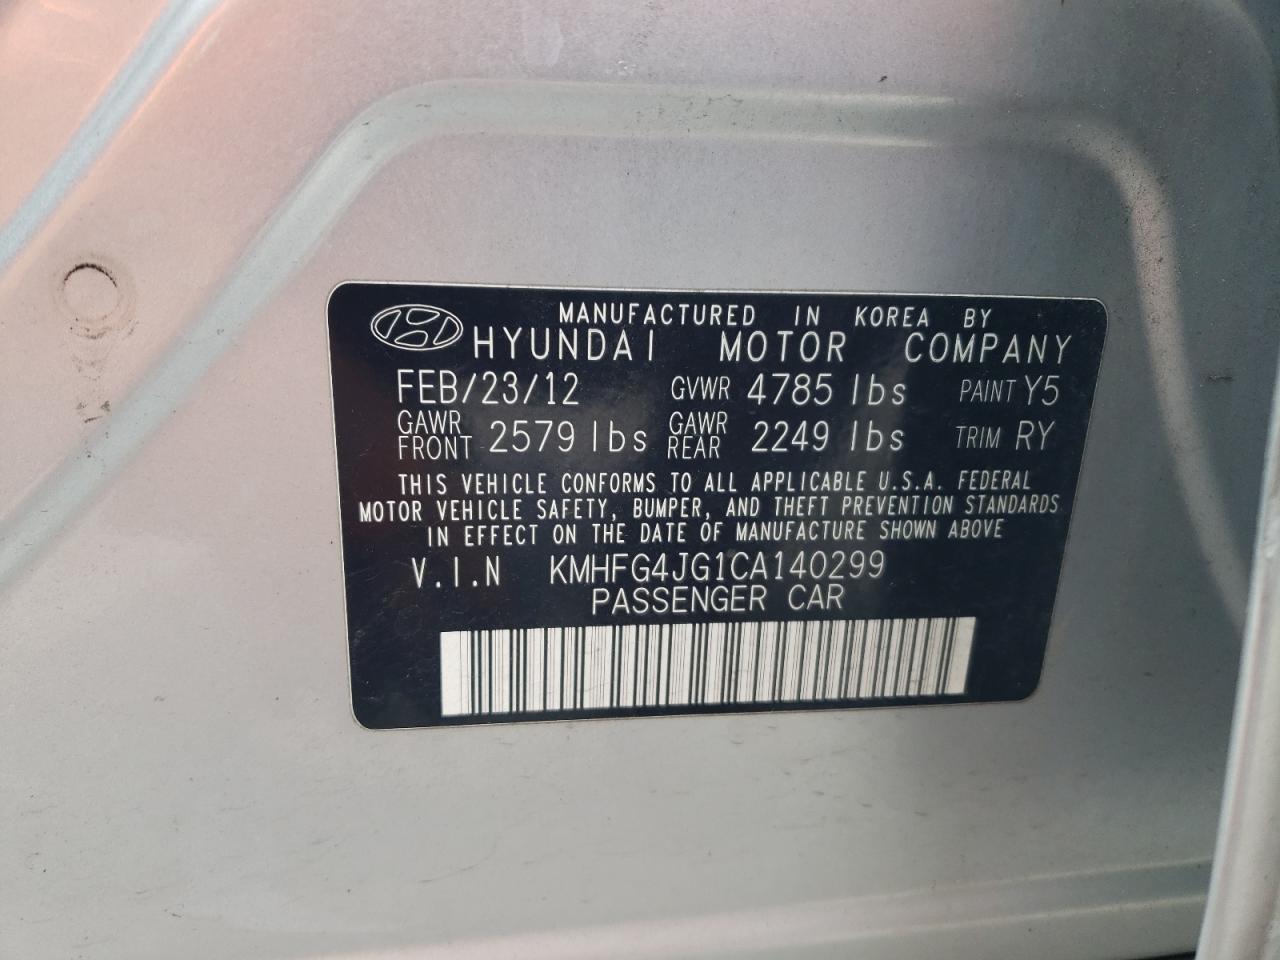 MANUFACTURED IN KOREA BY
HYUNDAI MOTOR COMPANY
FEB/23/12 GVWR 4785 lbs PAINT Y5
GAWR FRONT 2579 lbs GAWR REAR 2249 lbs TRIM RY
THIS VEHICLE CONFORMS TO ALL APPLICABLE U.S.A. FEDERAL
MOTOR VEHICLE SAFETY, BUMPER, AND THEFT PREVENTION STANDARDS
IN EFFECT ON THE DATE OF MANUFACTURE SHOWN ABOVE
V.I.N KMHFG4JG1CA140299
PASSENGER CAR